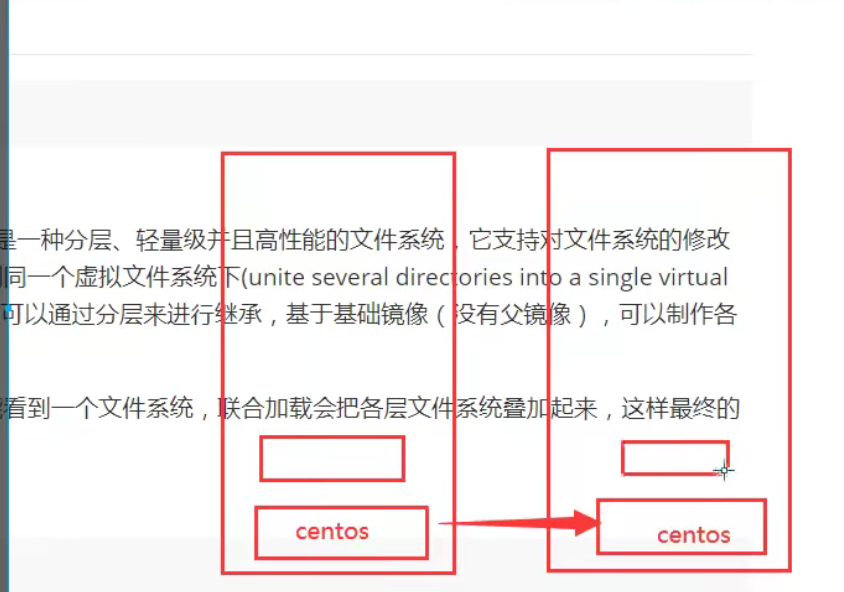 是一种分层、轻量级并且高性能的文件系统，它支持对文件系统的修改
同一个虚拟文件系统下(unite several directories into a single virtual
可以通过分层来进行继承，基于基础镜像（没有父镜像），可以制作各
看到一个文件系统，联合加载会把各层文件系统叠加起来，这样最终的
centos
centos